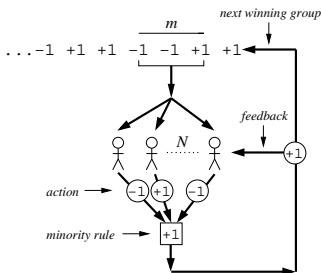 next winning group
m
...-1 +1 +1 -1 -1 +1 +1
feedback
N
........
+1
action
-1 +1 -1
minority rule
+1